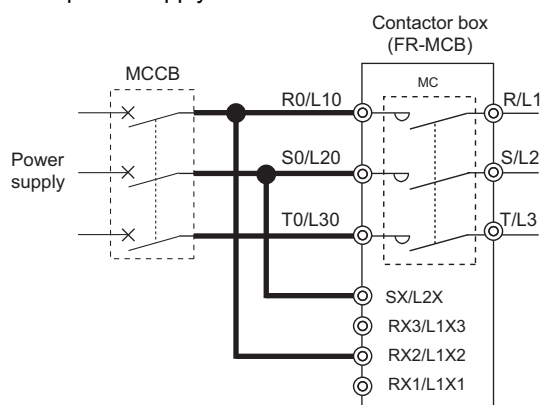 Contactor box
(FR-MCB)
MCCB
MC
R0/L10
R/L1
Power
supply
S0/L20
S/L2
T0/L30
T/L3
SX/L2X
RX3/L1X3
RX2/L1X2
RX1/L1X1